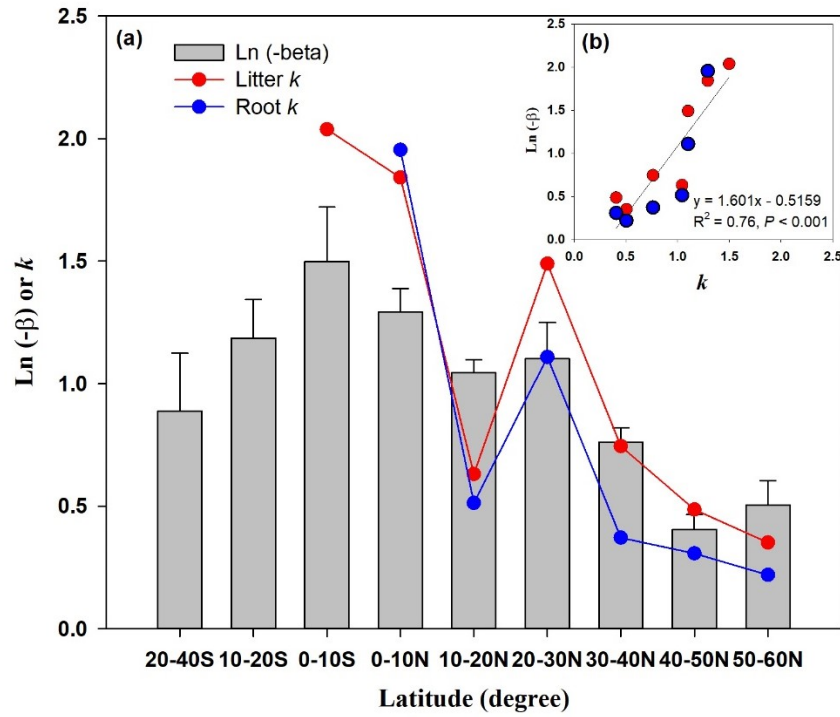 (a)
Ln (-beta)
Litter k
Root k
Ln (-β) or k
2.5
2.0
1.5
1.0
0.5
0.0
20-40S 10-20S 0-10S 0-10N 10-20N 20-30N 30-40N 40-50N 50-60N
Latitude (degree)
(b)
Ln (-β)
2.5
2.0
1.5
1.0
0.5
0.0
y = 1.601x - 0.5159
R² = 0.76, P < 0.001
0.0 0.5 1.0 1.5 2.0 2.5
k